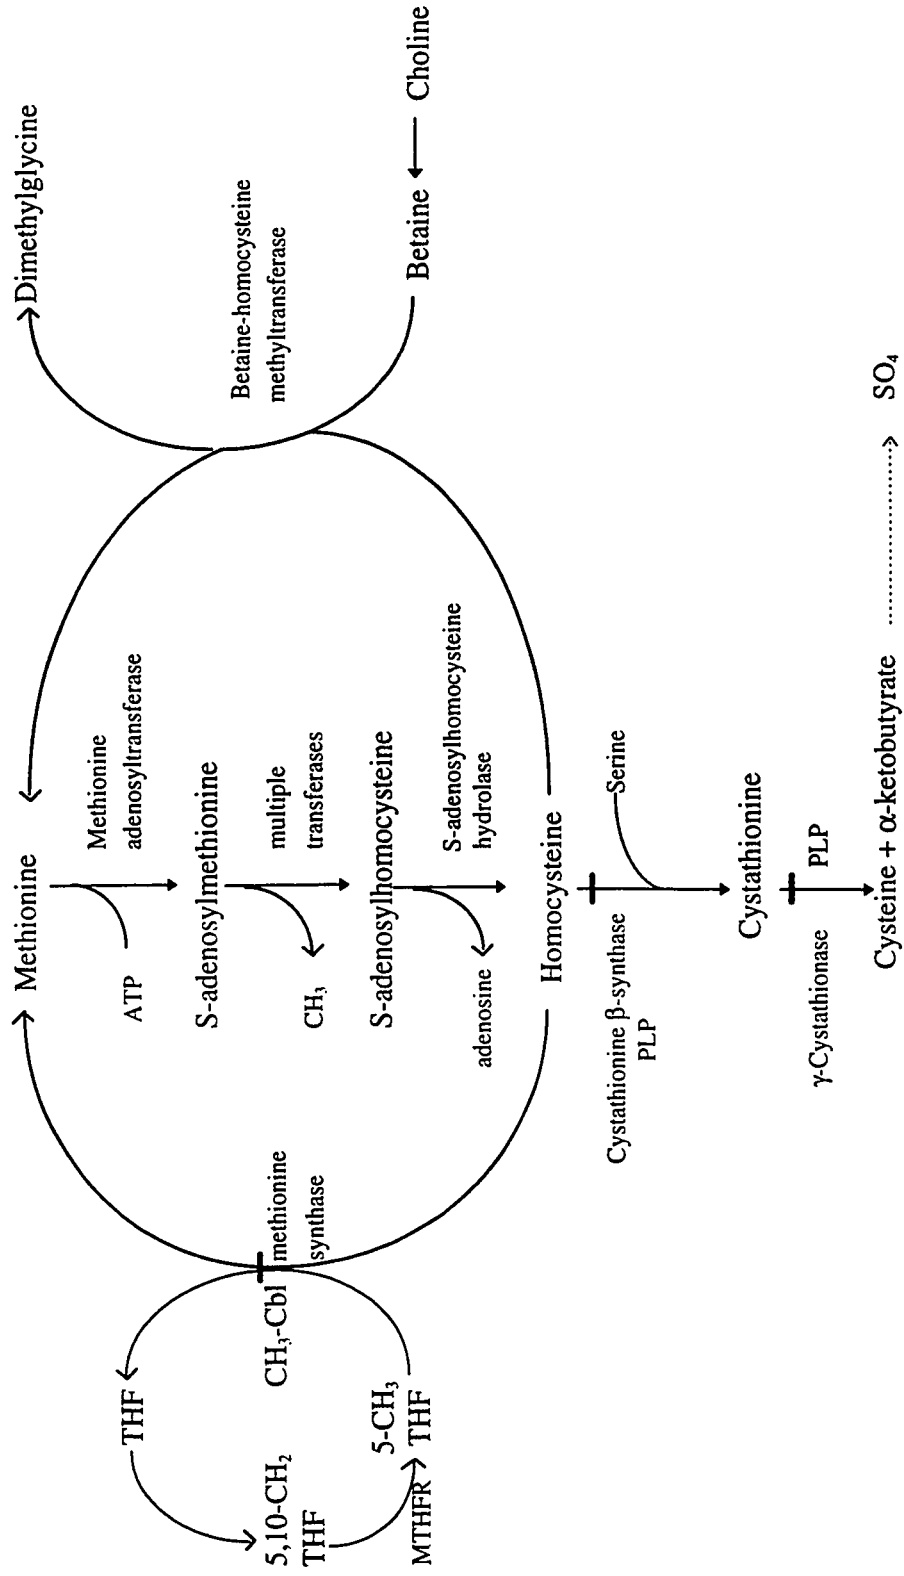 Methionine
Dimethylglycine
ATP
Methionine
adenosyltransferase
S-adenosylmethionine
CH₃
multiple
transferases
S-adenosylhomocysteine
adenosine
S-adenosylhomocysteine
hydrolase
Homocysteine
THF
5,10-CH₂
THF
MTHFR
5-CH₃
THF
CH₃-Cbl
methionine
synthase
Betaine-homocysteine
methyltransferase
Betaine
Choline
Cystathionine β-synthase
PLP
Serine
Cystathionine
γ-Cystathionase
PLP
Cysteine + α-ketobutyrate
SO₄